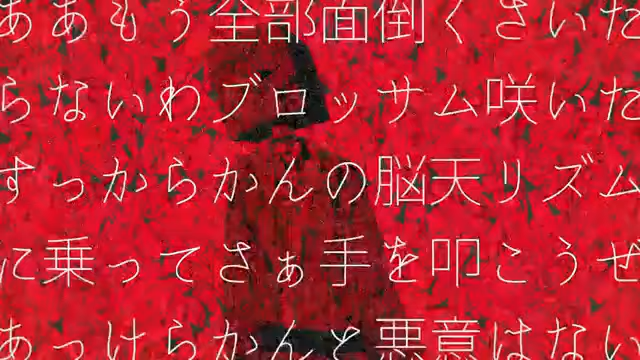 ああもう全部面倒くさいた
らないわブロッサム咲いた
すっからかんの脳天リズム
に乗ってさぁ手を叩こうぜ
あっけらかんと悪意はない